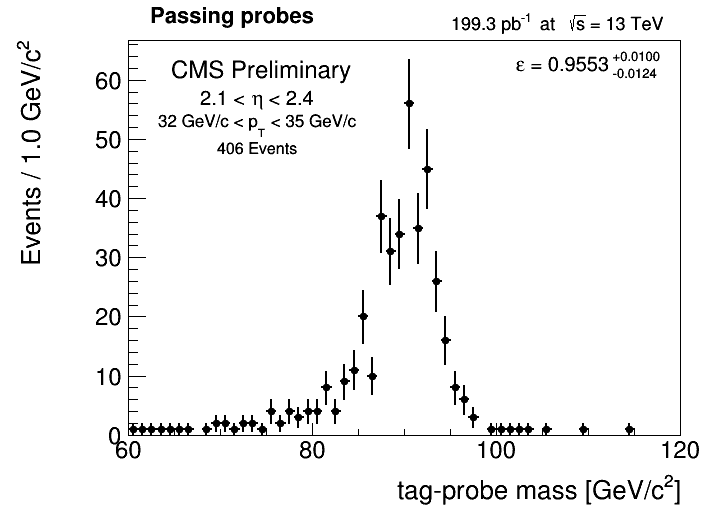 Passing probes
199.3 pb⁻¹ at √s = 13 TeV
CMS Preliminary
2.1 < η < 2.4
32 GeV/c < p_T < 35 GeV/c
406 Events
ε = 0.9553 +0.0100 -0.0124
Events / 1.0 GeV/c²
60
50
40
30
20
10
0
60 80 100 120
tag-probe mass [GeV/c²]